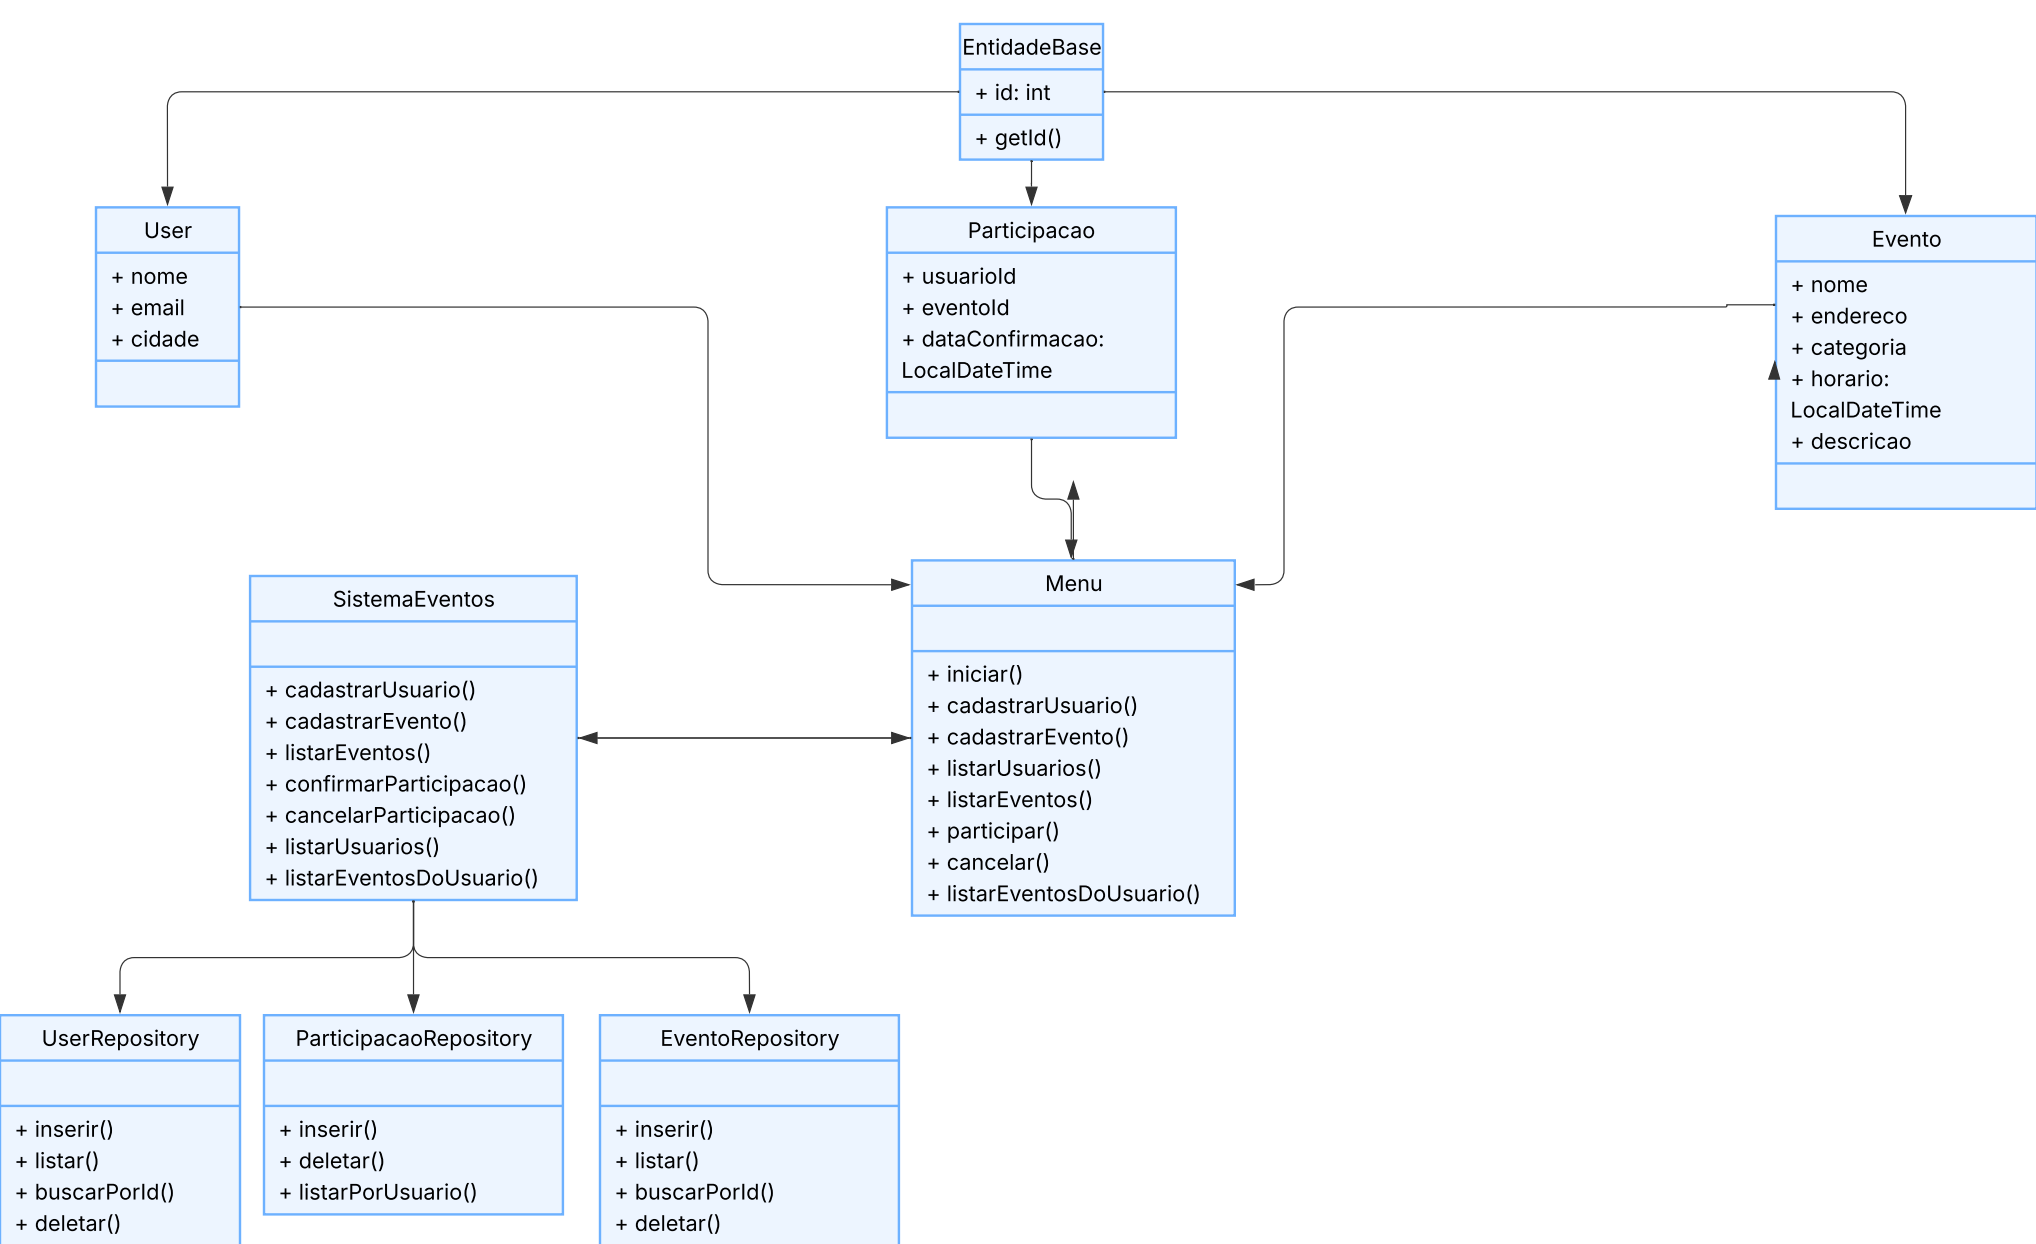 EntidadeBase
+ id: int
+ getId()
User
+ nome
+ email
+ cidade
Participacao
+ usuarioId
+ eventoId
+ dataConfirmacao:
LocalDateTime
Evento
+ nome
+ endereco
+ categoria
+ horario:
LocalDateTime
+ descricao
SistemaEventos
+ cadastrarUsuario()
+ cadastrarEvento()
+ listarEventos()
+ confirmarParticipacao()
+ cancelarParticipacao()
+ listarUsuarios()
+ listarEventosDoUsuario()
Menu
+ iniciar()
+ cadastrarUsuario()
+ cadastrarEvento()
+ listarUsuarios()
+ listarEventos()
+ participar()
+ cancelar()
+ listarEventosDoUsuario()
UserRepository
+ inserir()
+ listar()
+ buscarPorId()
+ deletar()
ParticipacaoRepository
+ inserir()
+ deletar()
+ listarPorUsuario()
EventoRepository
+ inserir()
+ listar()
+ buscarPorId()
+ deletar()